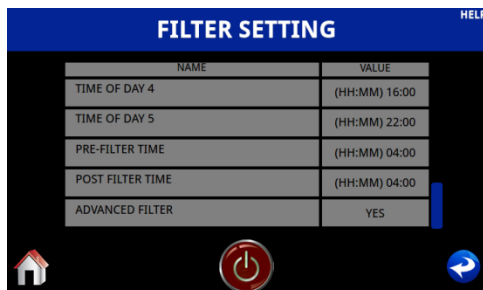 FILTER SETTING
HELP
NAME VALUE
TIME OF DAY 4 (HH:MM) 16:00
TIME OF DAY 5 (HH:MM) 22:00
PRE-FILTER TIME (HH:MM) 04:00
POST FILTER TIME (HH:MM) 04:00
ADVANCED FILTER YES